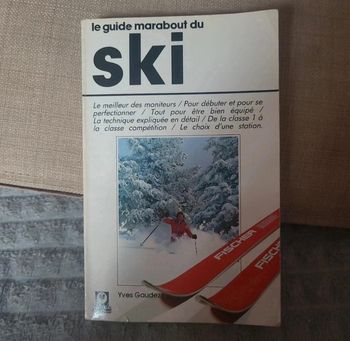 le guide marabout du
ski
Le meilleur des moniteurs / Pour débuter et pour se
perfectionner / Tout pour être bien équipé /
La technique expliquée en détail / De la classe 1 à
la classe compétition / Le choix d'une station.
FISCHER
FISCHER
Yves Gaudez